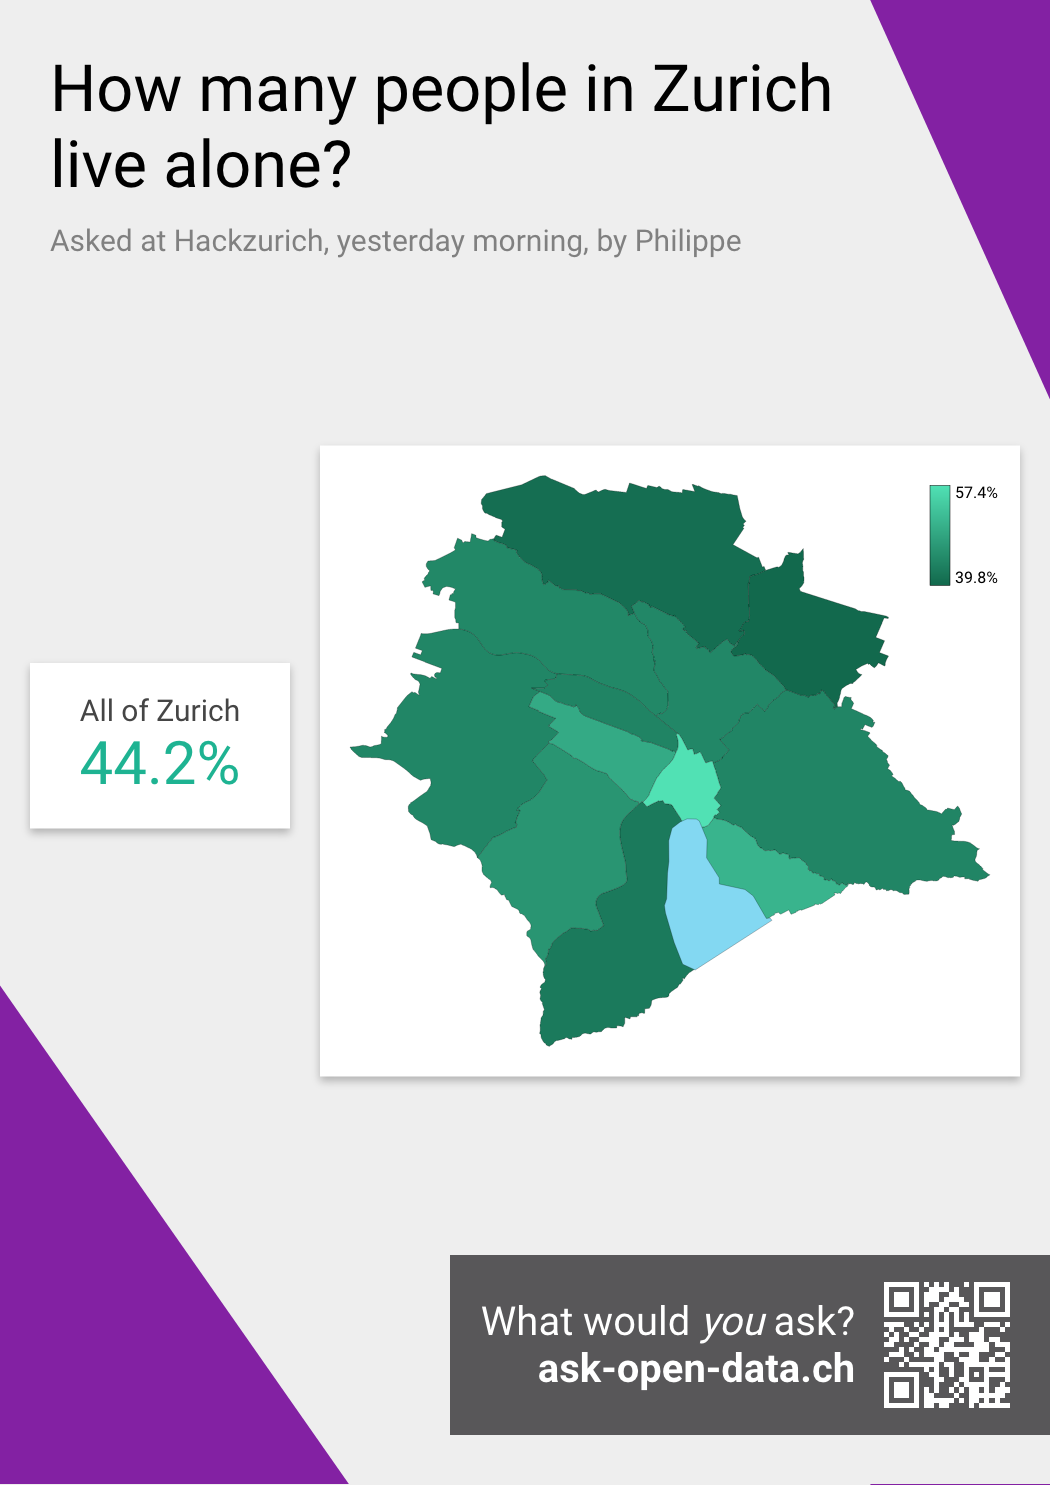 How many people in Zurich
live alone?
Asked at Hackzurich, yesterday morning, by Philippe
57.4%
39.8%
All of Zurich
44.2%
What would you ask?
ask-open-data.ch